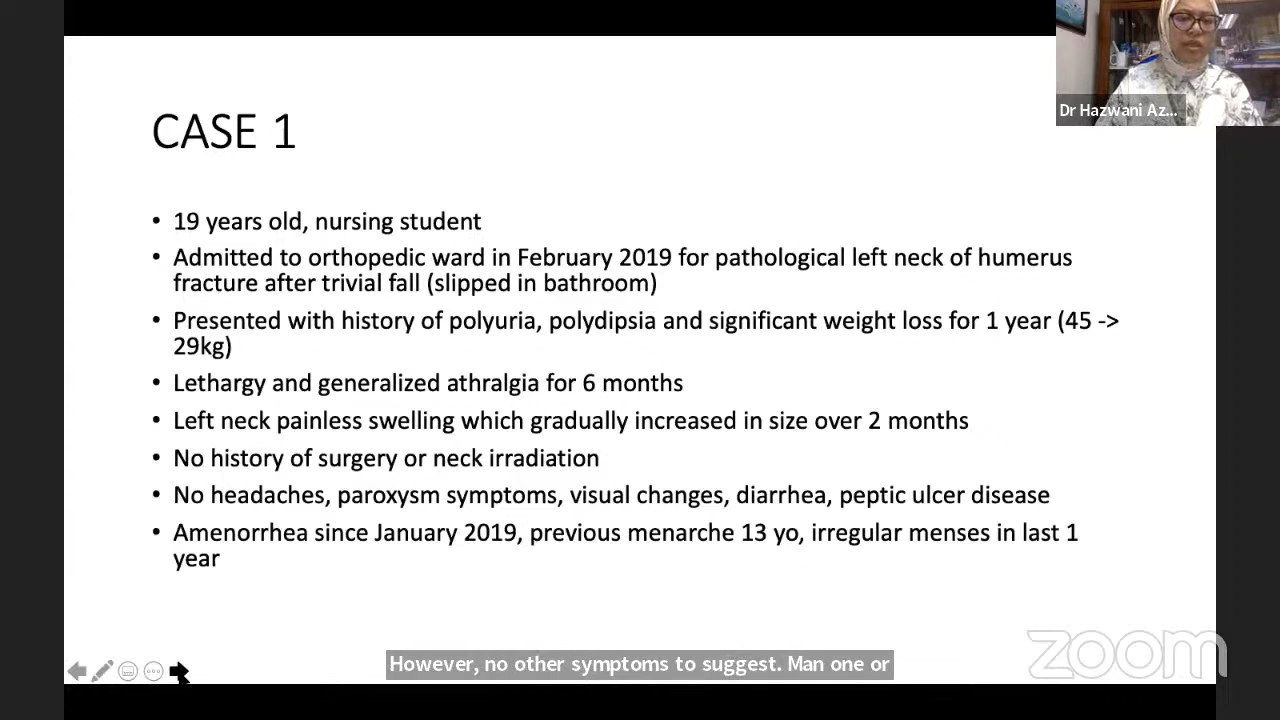 Dr Hazwani Az...
CASE 1
• 19 years old, nursing student
• Admitted to orthopedic ward in February 2019 for pathological left neck of humerus
fracture after trivial fall (slipped in bathroom)
• Presented with history of polyuria, polydipsia and significant weight loss for 1 year (45 ->
29kg)
• Lethargy and generalized athralgia for 6 months
• Left neck painless swelling which gradually increased in size over 2 months
• No history of surgery or neck irradiation
• No headaches, paroxysm symptoms, visual changes, diarrhea, peptic ulcer disease
• Amenorrhea since January 2019, previous menarche 13 yo, irregular menses in last 1
year
However, no other symptoms to suggest. Man one or
zoom